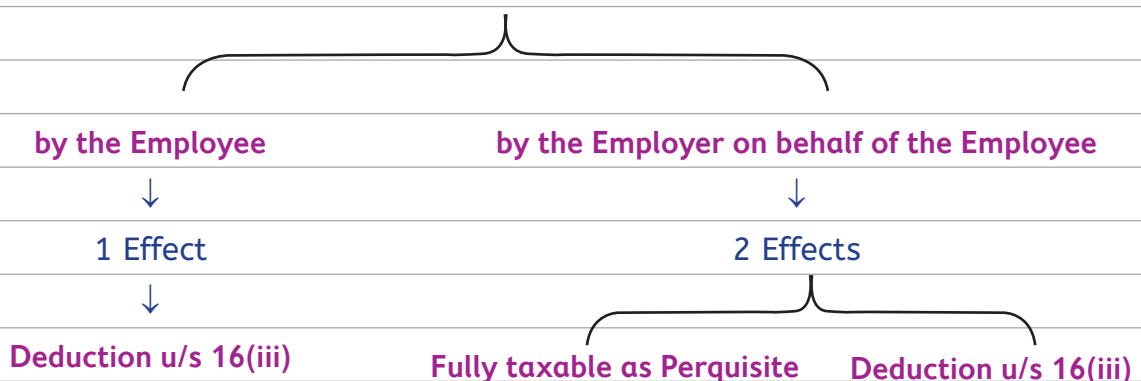 by the Employee by the Employer on behalf of the Employee
↓ ↓
1 Effect 2 Effects
↓
Deduction u/s 16(iii) Fully taxable as Perquisite Deduction u/s 16(iii)